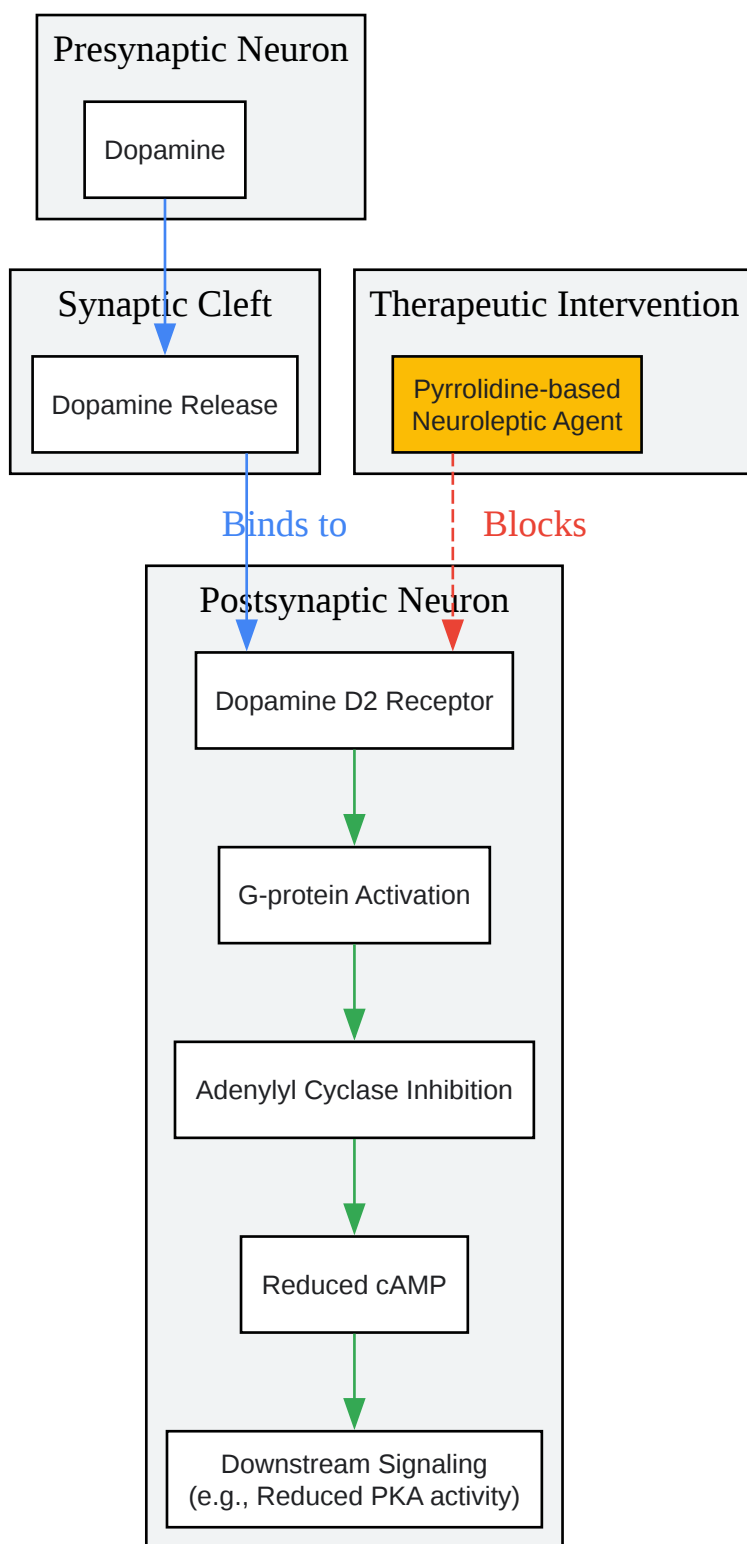 Presynaptic Neuron
Dopamine
Synaptic Cleft
Dopamine Release
Therapeutic Intervention
Pyrrolidine-based
Neuroleptic Agent
Binds to
Blocks
Postsynaptic Neuron
Dopamine D2 Receptor
G-protein Activation
Adenylyl Cyclase Inhibition
Reduced cAMP
Downstream Signaling
(e.g., Reduced PKA activity)